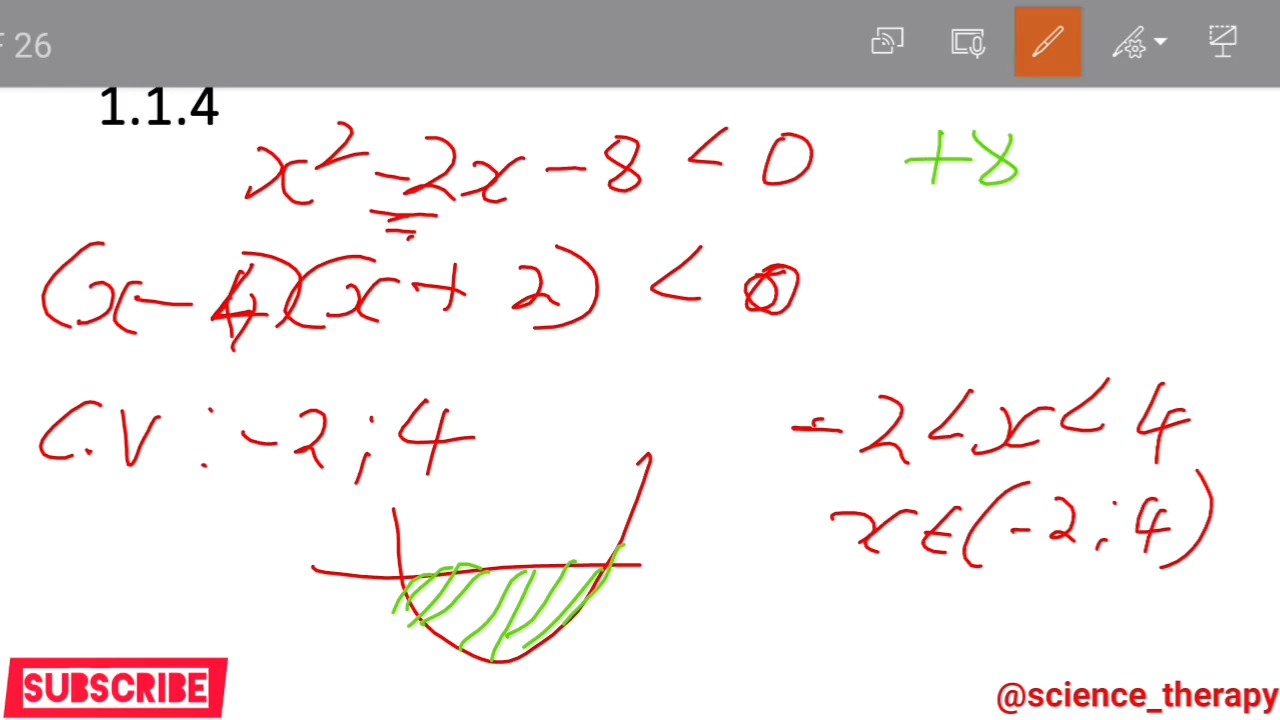 F 26
1.1.4
x² -2x - 8 < 0 +8
(x - 4)(x + 2) < 0
C.V : -2 ; 4
-2 < x < 4
x ∈ (-2 ; 4)
SUBSCRIBE
@science_therapy